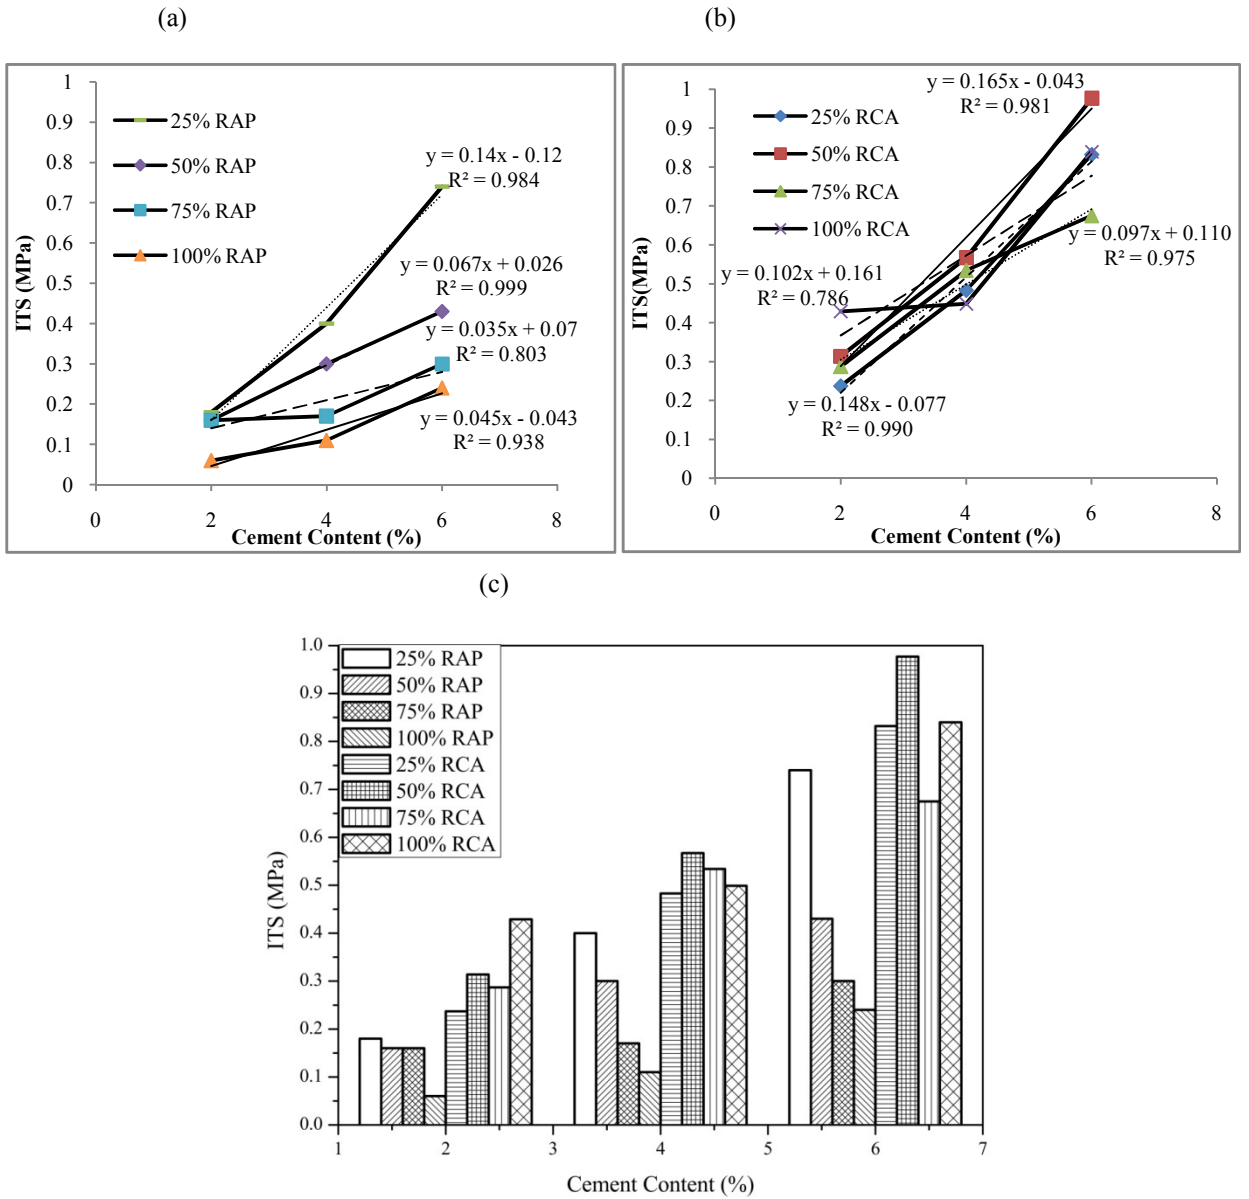 (a)
(b)
1
0.9
0.8
0.7
0.6
0.5
0.4
0.3
0.2
0.1
0
0
2
4
6
8
ITS (MPa)
Cement Content (%)
25% RAP
50% RAP
75% RAP
100% RAP
y = 0.14x - 0.12
R² = 0.984
y = 0.067x + 0.026
R² = 0.999
y = 0.035x + 0.07
R² = 0.803
y = 0.045x - 0.043
R² = 0.938
1
0.9
0.8
0.7
0.6
0.5
0.4
0.3
0.2
0.1
0
0
2
4
6
8
ITS(MPa)
Cement Content (%)
25% RCA
50% RCA
75% RCA
100% RCA
y = 0.165x - 0.043
R² = 0.981
y = 0.097x + 0.110
R² = 0.975
y = 0.102x + 0.161
R² = 0.786
y = 0.148x - 0.077
R² = 0.990
(c)
1.0
0.9
0.8
0.7
0.6
0.5
0.4
0.3
0.2
0.1
0.0
1
2
3
4
5
6
7
ITS (MPa)
Cement Content (%)
25% RAP
50% RAP
75% RAP
100% RAP
25% RCA
50% RCA
75% RCA
100% RCA